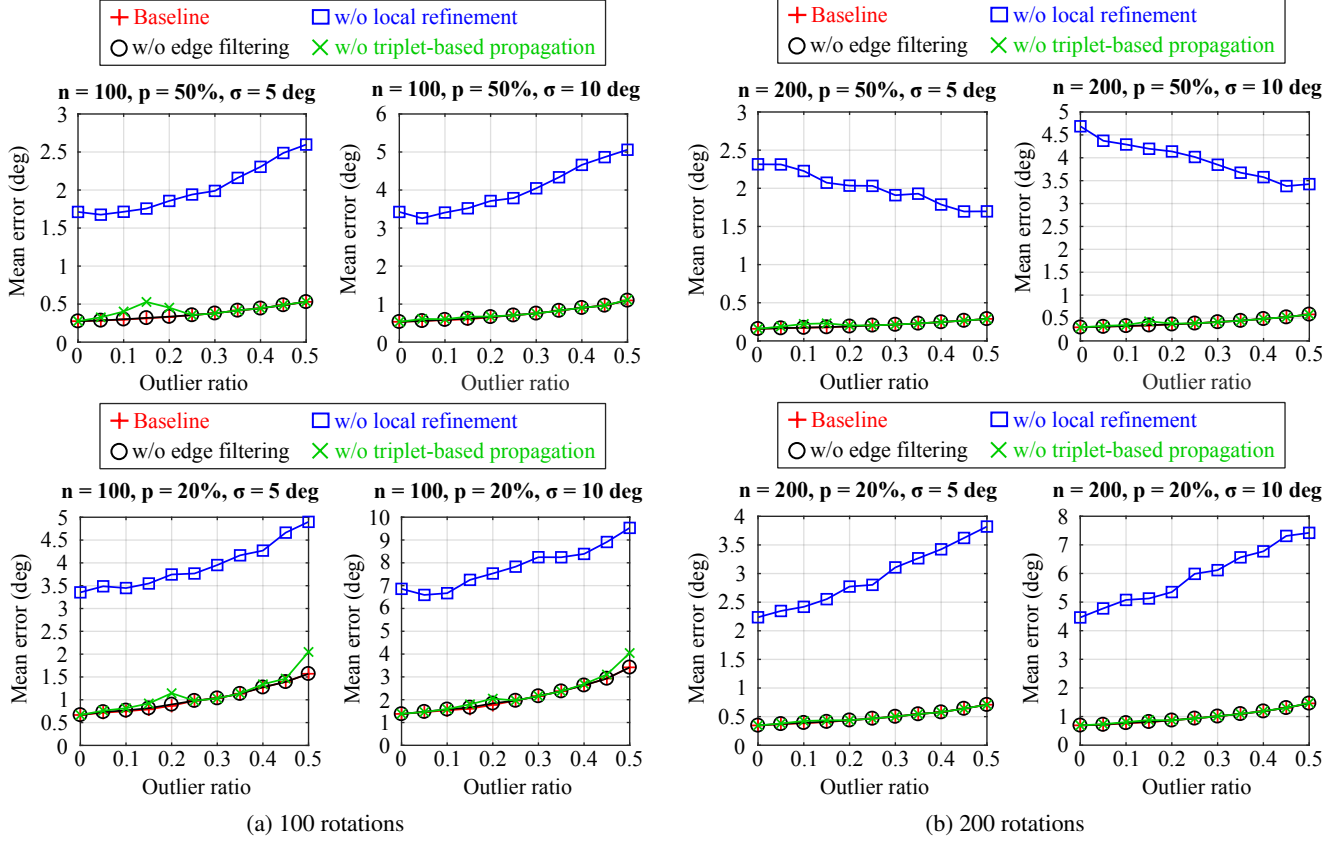 Baseline
w/o local refinement
w/o edge filtering
w/o triplet-based propagation
n = 100, p = 50%, σ = 5 deg
Mean error (deg)
3
2.5
2
1.5
1
0.5
0
0 0.1 0.2 0.3 0.4 0.5
Outlier ratio
n = 100, p = 50%, σ = 10 deg
Mean error (deg)
6
5
4
3
2
1
0
0 0.1 0.2 0.3 0.4 0.5
Outlier ratio
Baseline
w/o local refinement
w/o edge filtering
w/o triplet-based propagation
n = 100, p = 20%, σ = 5 deg
Mean error (deg)
5
4.5
4
3.5
3
2.5
2
1.5
1
0.5
0
0 0.1 0.2 0.3 0.4 0.5
Outlier ratio
n = 100, p = 20%, σ = 10 deg
Mean error (deg)
10
9
8
7
6
5
4
3
2
1
0
0 0.1 0.2 0.3 0.4 0.5
Outlier ratio
(a) 100 rotations
Baseline
w/o local refinement
w/o edge filtering
w/o triplet-based propagation
n = 200, p = 50%, σ = 5 deg
Mean error (deg)
3
2.5
2
1.5
1
0.5
0
0 0.1 0.2 0.3 0.4 0.5
Outlier ratio
n = 200, p = 50%, σ = 10 deg
Mean error (deg)
5
4.5
4
3.5
3
2.5
2
1.5
1
0.5
0
0 0.1 0.2 0.3 0.4 0.5
Outlier ratio
Baseline
w/o local refinement
w/o edge filtering
w/o triplet-based propagation
n = 200, p = 20%, σ = 5 deg
Mean error (deg)
4
3.5
3
2.5
2
1.5
1
0.5
0
0 0.1 0.2 0.3 0.4 0.5
Outlier ratio
n = 200, p = 20%, σ = 10 deg
Mean error (deg)
8
7
6
5
4
3
2
1
0
0 0.1 0.2 0.3 0.4 0.5
Outlier ratio
(b) 200 rotations